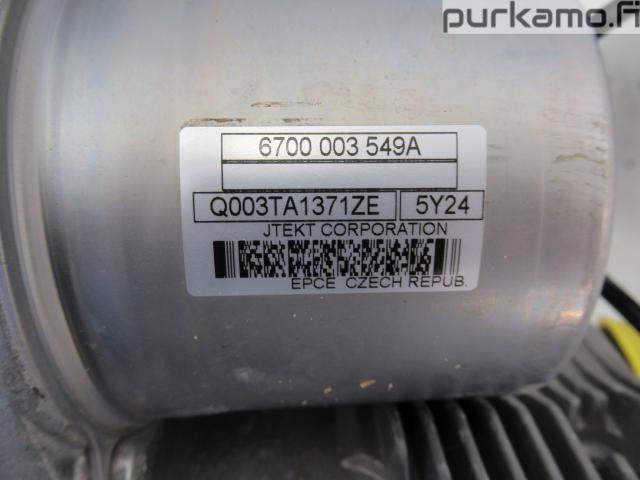 purkamo.fi
6700 003 549A
Q003TA1371ZE 5Y24
JTEKT CORPORATION
EPCE CZECH REPUB.